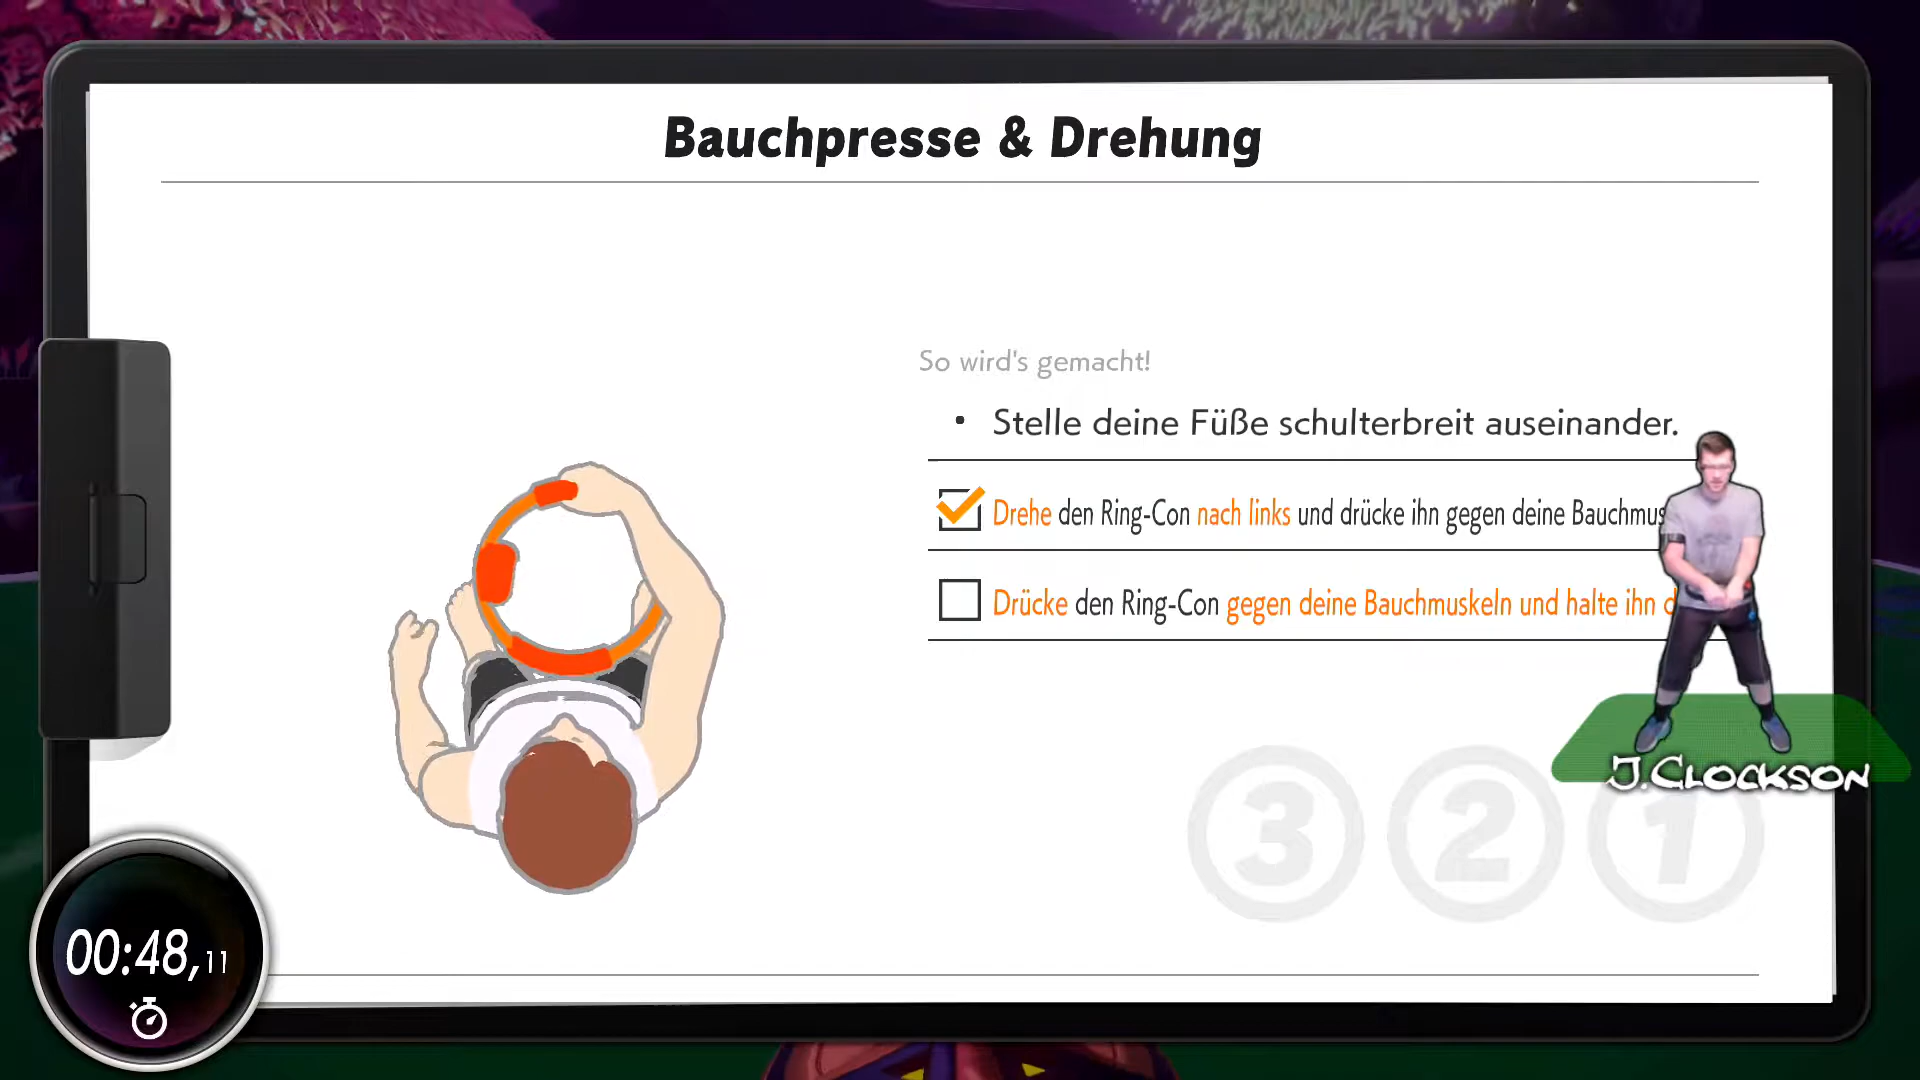 Bauchpresse & Drehung
So wird's gemacht!
• Stelle deine Füße schulterbreit auseinander.
Drehe den Ring-Con nach links und drücke ihn gegen deine Bauchmus
Drücke den Ring-Con gegen deine Bauchmuskeln und halte ihn d
3 2 1
J.Clockson
00:48,11